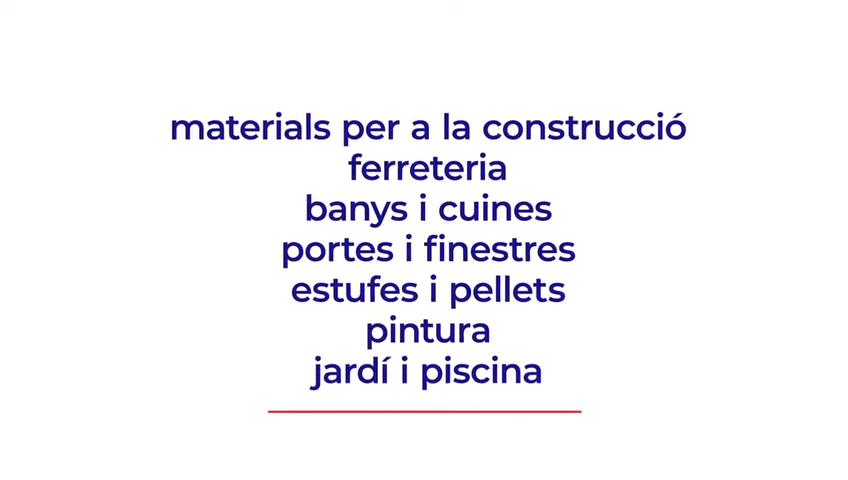 materials per a la construcció
ferreteria
banys i cuines
portes i finestres
estufes i pellets
pintura
jardí i piscina